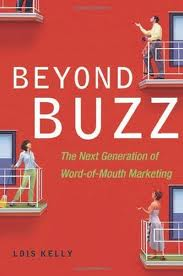 BEYOND
BUZZ
The Next Generation of
Word-of-Mouth Marketing
LOIS KELLY